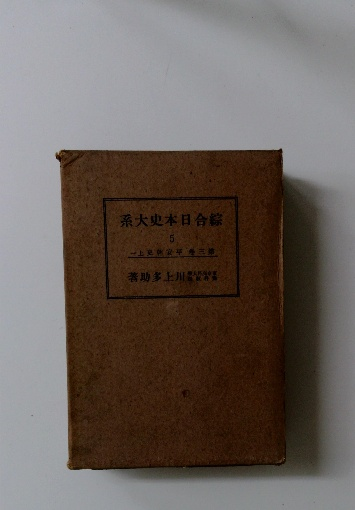 綜合日本史大系
5
第三巻 平安朝史上一
川上多助著